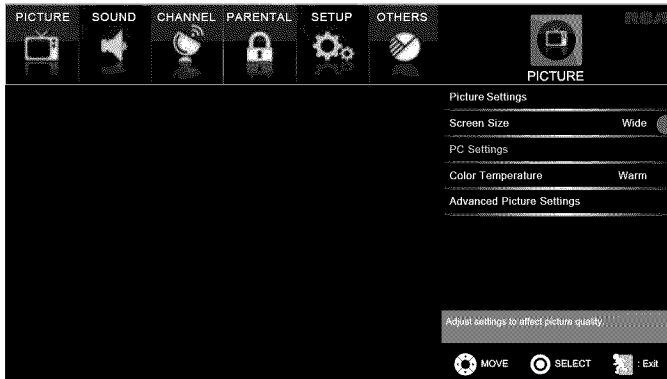 PICTURE SOUND CHANNEL PARENTAL SETUP OTHERS
RCA
PICTURE
Picture Settings
Screen Size Wide
PC Settings
Color Temperature Warm
Advanced Picture Settings
Adjust settings to affect picture quality.
MOVE SELECT : Exit